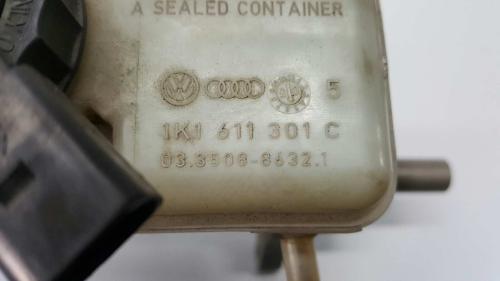 A SEALED CONTAINER
5
1K1 611 301 C
03.3508-8632.1